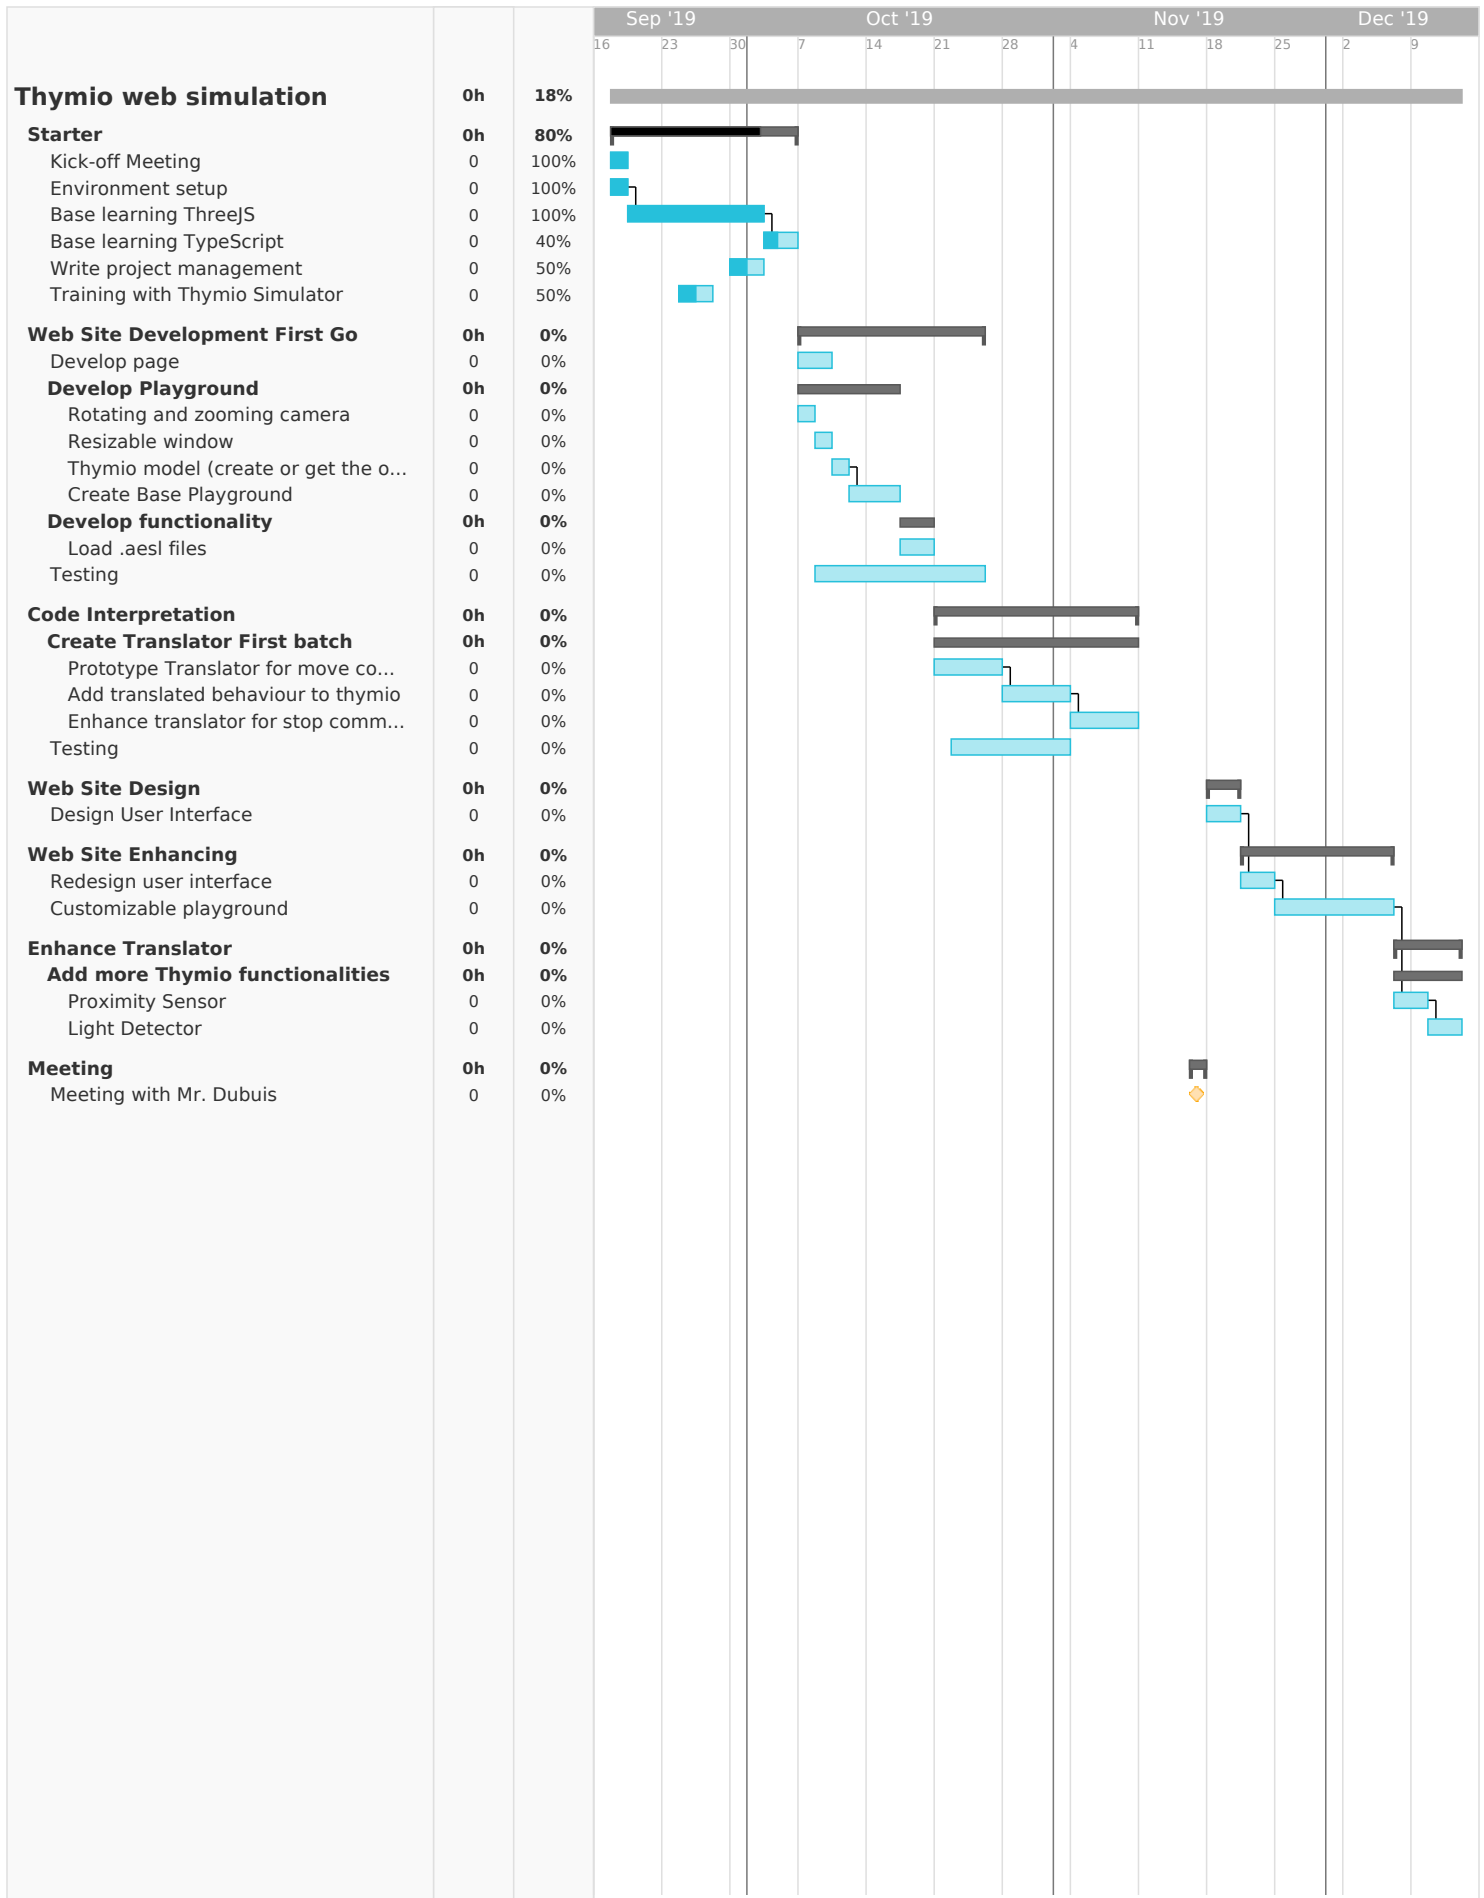 Sep '19 Oct '19 Nov '19 Dec '19
16 23 30 7 14 21 28 4 11 18 25 2 9
Thymio web simulation 0h 18%
Starter 0h 80%
Kick-off Meeting 0 100%
Environment setup 0 100%
Base learning ThreeJS 0 100%
Base learning TypeScript 0 40%
Write project management 0 50%
Training with Thymio Simulator 0 50%
Web Site Development First Go 0h 0%
Develop page 0 0%
Develop Playground 0h 0%
Rotating and zooming camera 0 0%
Resizable window 0 0%
Thymio model (create or get the o... 0 0%
Create Base Playground 0 0%
Develop functionality 0h 0%
Load .aesl files 0 0%
Testing 0 0%
Code Interpretation 0h 0%
Create Translator First batch 0h 0%
Prototype Translator for move co... 0 0%
Add translated behaviour to thymio 0 0%
Enhance translator for stop comm... 0 0%
Testing 0 0%
Web Site Design 0h 0%
Design User Interface 0 0%
Web Site Enhancing 0h 0%
Redesign user interface 0 0%
Customizable playground 0 0%
Enhance Translator 0h 0%
Add more Thymio functionalities 0h 0%
Proximity Sensor 0 0%
Light Detector 0 0%
Meeting 0h 0%
Meeting with Mr. Dubuis 0 0%